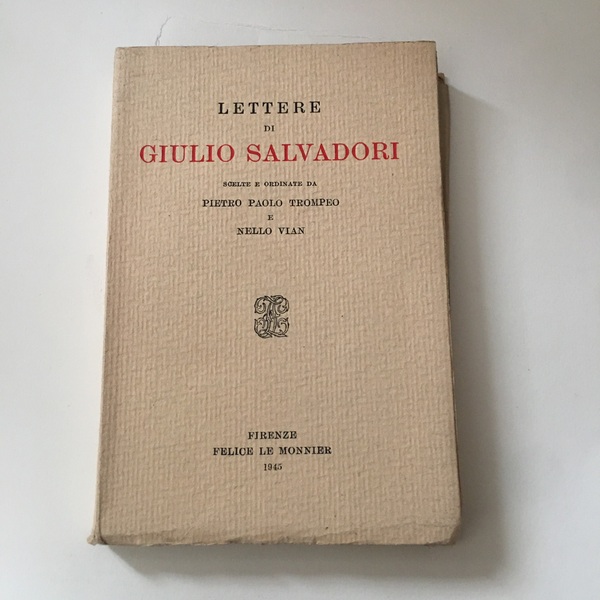 LETTERE
DI
GIULIO SALVADORI
SCELTE E ORDINATE DA
PIETRO PAOLO TROMPEO
E
NELLO VIAN
FIRENZE
FELICE LE MONNIER
1945